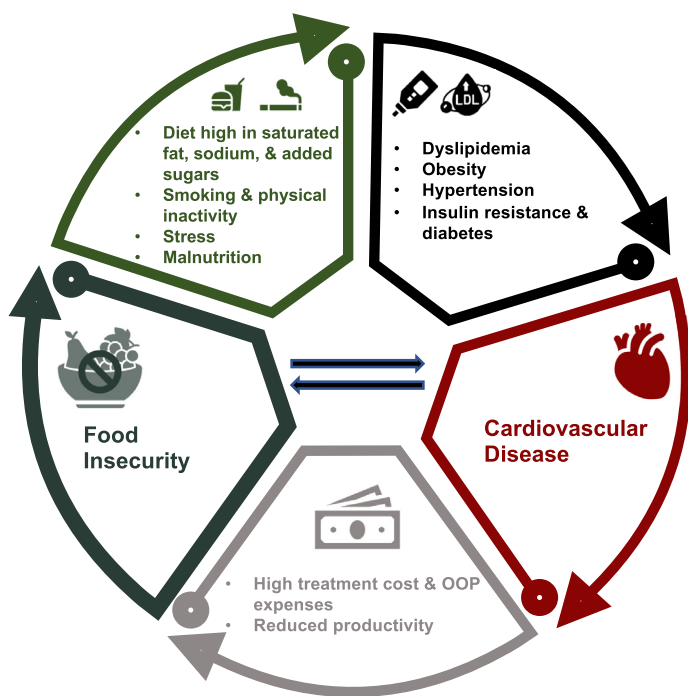 • Diet high in saturated
fat, sodium, & added
sugars
• Smoking & physical
inactivity
• Stress
• Malnutrition
LDL
• Dyslipidemia
• Obesity
• Hypertension
• Insulin resistance &
diabetes
Food
Insecurity
Cardiovascular
Disease
• High treatment cost & OOP
expenses
• Reduced productivity